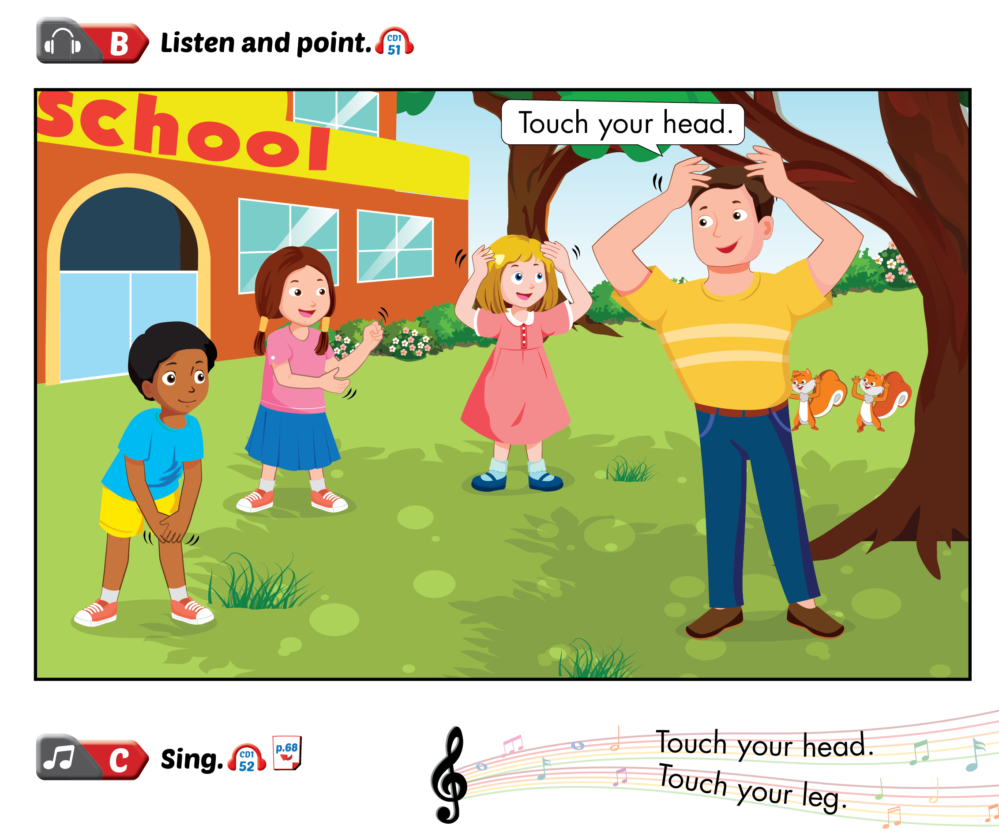 B Listen and point. CD1 51
School
Touch your head.
C Sing. CD1 52 p.68
Touch your head.
Touch your leg.